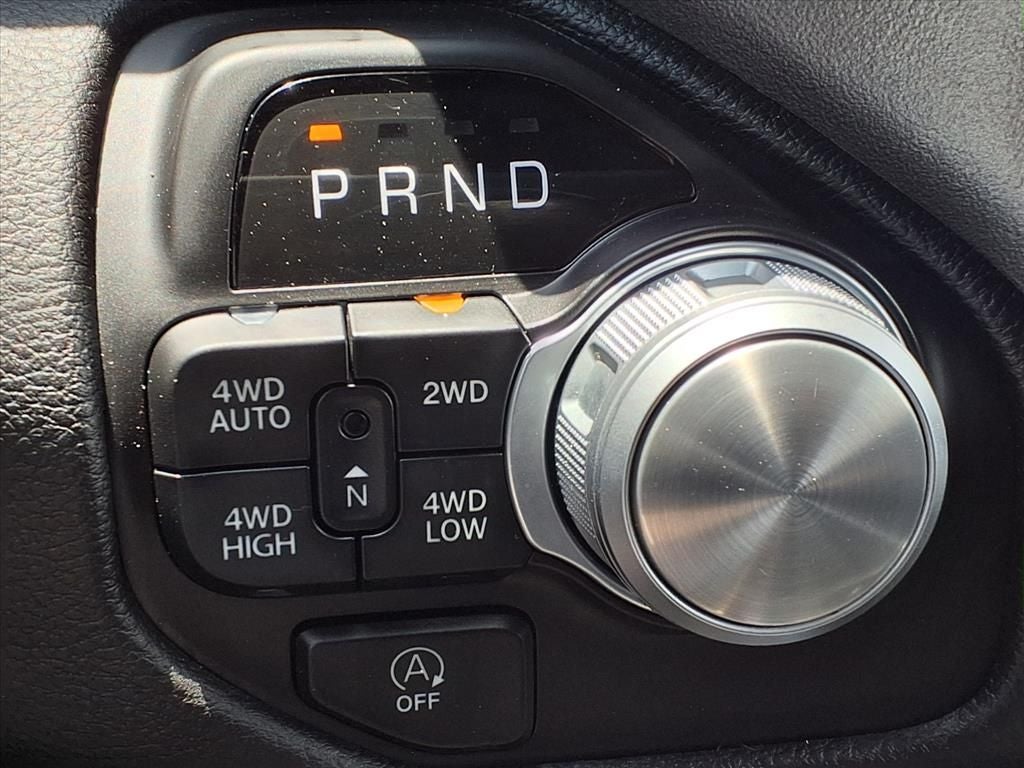 P R N D
4WD AUTO
2WD
N
4WD HIGH
4WD LOW
A
OFF